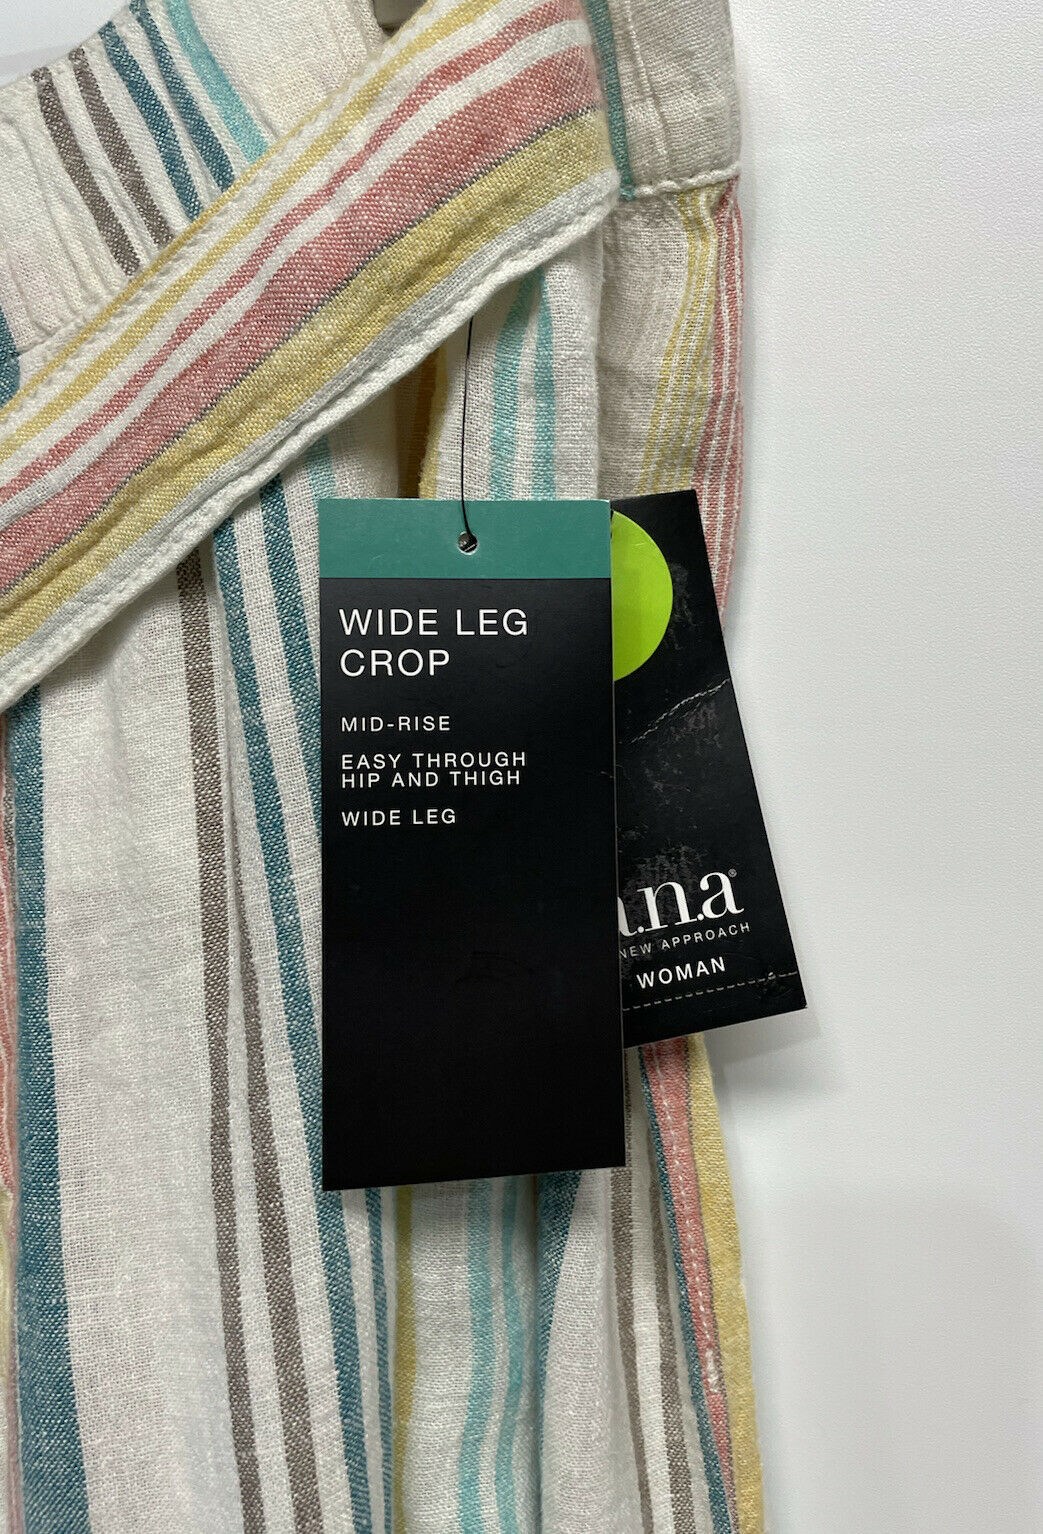 WIDE LEG
CROP
MID-RISE
EASY THROUGH
HIP AND THIGH
WIDE LEG
a.n.a®
NEW APPROACH
WOMAN